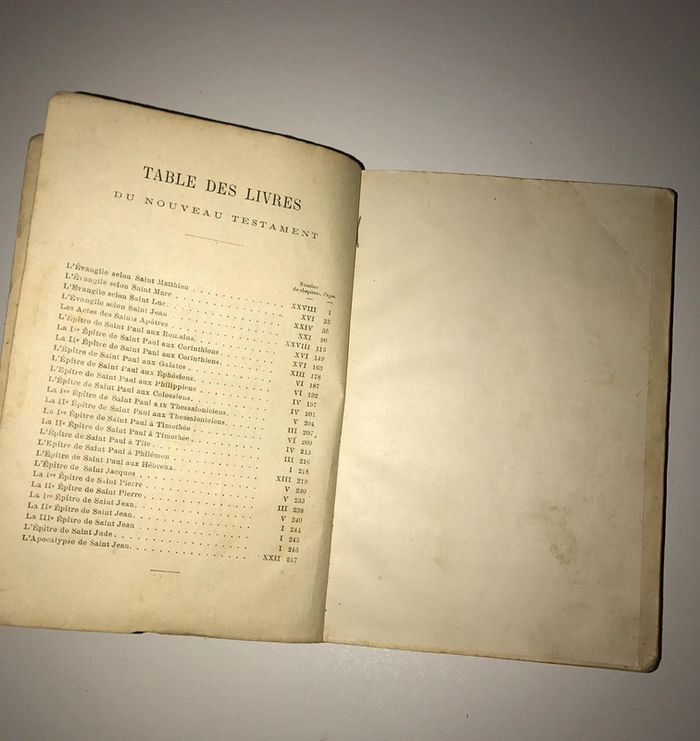 TABLE DES LIVRES
DU NOUVEAU TESTAMENT
Nombre
de chapitres. Pages.
L'Évangile selon Saint Matthieu . . . . . . . . . . XXVIII 1
L'Évangile selon Saint Marc . . . . . . . . . . XVI 33
L'Évangile selon Saint Luc . . . . . . . . . . XXIV 55
L'Évangile selon Saint Jean . . . . . . . . . . XXI 90
Les Actes des Saints Apôtres . . . . . . . . . . XXVIII 115
L'Épître de Saint Paul aux Romains . . . . . . . . XVI 149
La Ire Épître de Saint Paul aux Corinthiens . . . . . . XVI 163
La IIe Épître de Saint Paul aux Corinthiens . . . . . . XIII 178
L'Épître de Saint Paul aux Galates . . . . . . . . VI 187
L'Épître de Saint Paul aux Éphésiens . . . . . . . . VI 192
L'Épître de Saint Paul aux Philippiens . . . . . . . . IV 197
L'Épître de Saint Paul aux Colossiens . . . . . . . . IV 201
La Ire Épître de Saint Paul aux Thessaloniciens . . . . . V 204
La IIe Épître de Saint Paul aux Thessaloniciens . . . . . III 207
La Ire Épître de Saint Paul à Timothée . . . . . . . VI 209
La IIe Épître de Saint Paul à Timothée . . . . . . . IV 213
L'Épître de Saint Paul à Tite . . . . . . . . . . III 216
L'Épître de Saint Paul à Philémon . . . . . . . . I 218
L'Épître de Saint Paul aux Hébreux . . . . . . . . XIII 219
L'Épître de Saint Jacques . . . . . . . . . . V 230
La Ire Épître de Saint Pierre . . . . . . . . . . V 233
La IIe Épître de Saint Pierre . . . . . . . . . . III 238
La Ire Épître de Saint Jean . . . . . . . . . . V 240
La IIe Épître de Saint Jean . . . . . . . . . . I 244
La IIIe Épître de Saint Jean . . . . . . . . . . I 245
L'Épître de Saint Jude . . . . . . . . . . I 246
L'Apocalypse de Saint Jean . . . . . . . . . . XXII 247